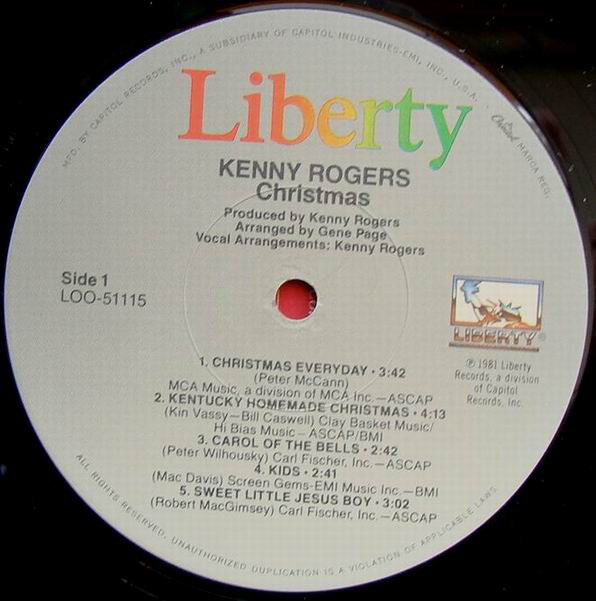 MFD. BY CAPITOL RECORDS, INC., A SUBSIDIARY OF CAPITOL INDUSTRIES-EMI, INC., U.S.A. · Capitol MARCA REG.
Liberty
KENNY ROGERS
Christmas
Produced by Kenny Rogers
Arranged by Gene Page
Vocal Arrangements: Kenny Rogers
Side 1
LOO-51115
LIBERTY®
℗ 1981 Liberty
Records, a division
of Capitol
Records, Inc.
1. CHRISTMAS EVERYDAY · 3:42
(Peter McCann)
MCA Music, a division of MCA Inc.—ASCAP
2. KENTUCKY HOMEMADE CHRISTMAS · 4:13
(Kin Vassy—Bill Caswell) Clay Basket Music/
Hi Bias Music – ASCAP/BMI
3. CAROL OF THE BELLS · 2:42
(Peter Wilhousky) Carl Fischer, Inc.—ASCAP
4. KIDS · 2:41
(Mac Davis) Screen Gems-EMI Music Inc.—BMI
5. SWEET LITTLE JESUS BOY · 3:02
(Robert MacGimsey) Carl Fischer, Inc.—ASCAP
ALL RIGHTS RESERVED. UNAUTHORIZED DUPLICATION IS A VIOLATION OF APPLICABLE LAWS.